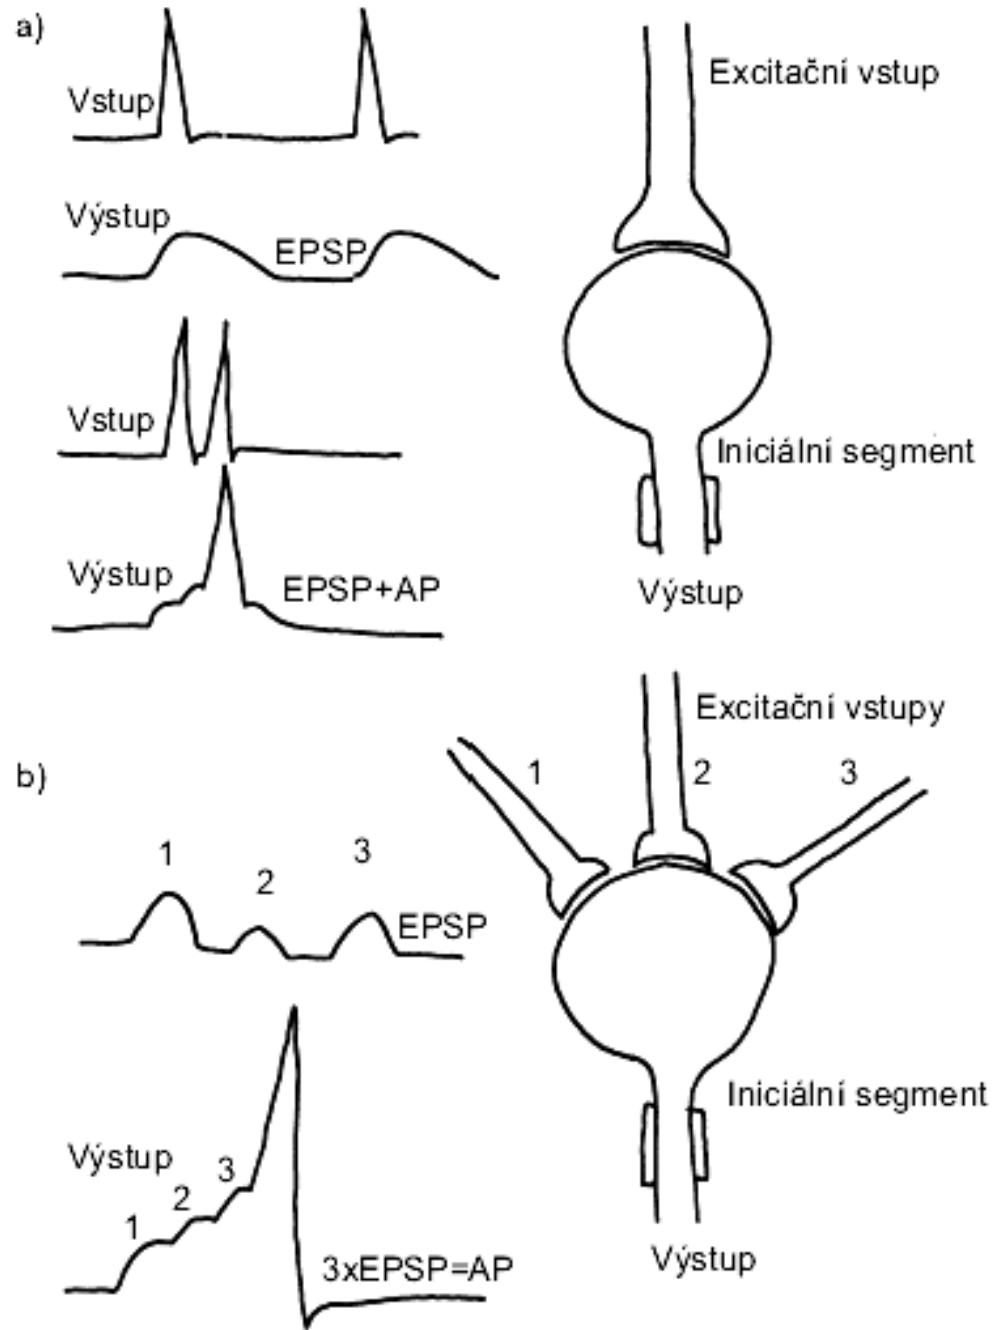 a)
Vstup
Excitační vstup
Výstup
EPSP
Vstup
Iniciální segment
Výstup
EPSP+AP
Výstup
b)
Excitační vstupy
1
2
3
1
2
3
EPSP
Iniciální segment
Výstup
1
2
3
3xEPSP=AP
Výstup